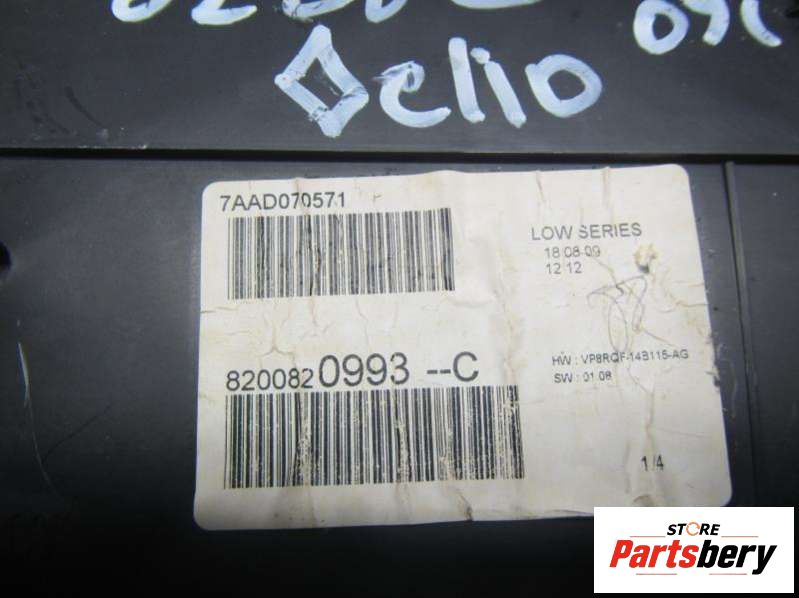 09c
clio
7AAD070571
LOW SERIES
18 08 09
12 12
8200820993 --C
HW : VP8RQF-14B115-AG
SW : 01.08
1/4
STORE
Partsbery